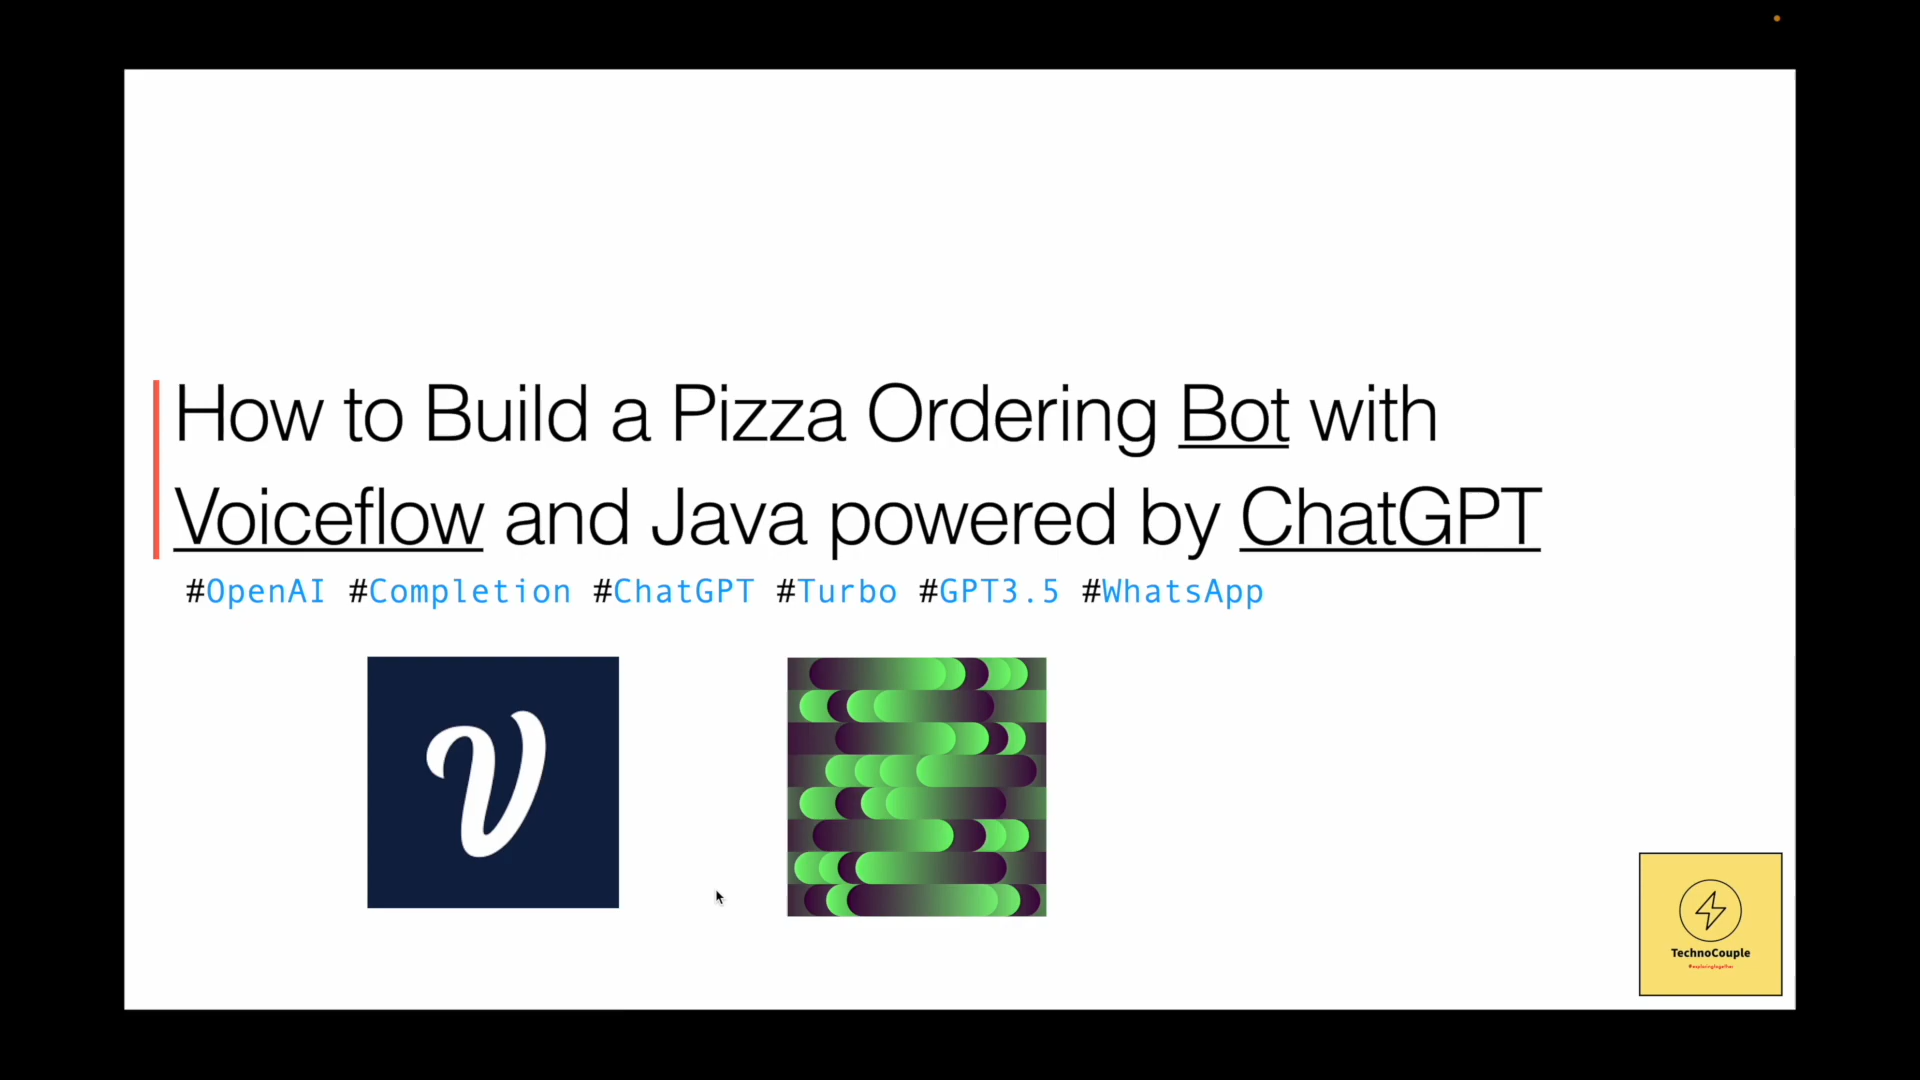 How to Build a Pizza Ordering Bot with
Voiceflow and Java powered by ChatGPT
#OpenAI #Completion #ChatGPT #Turbo #GPT3.5 #WhatsApp
TechnoCouple
#exploringtogether